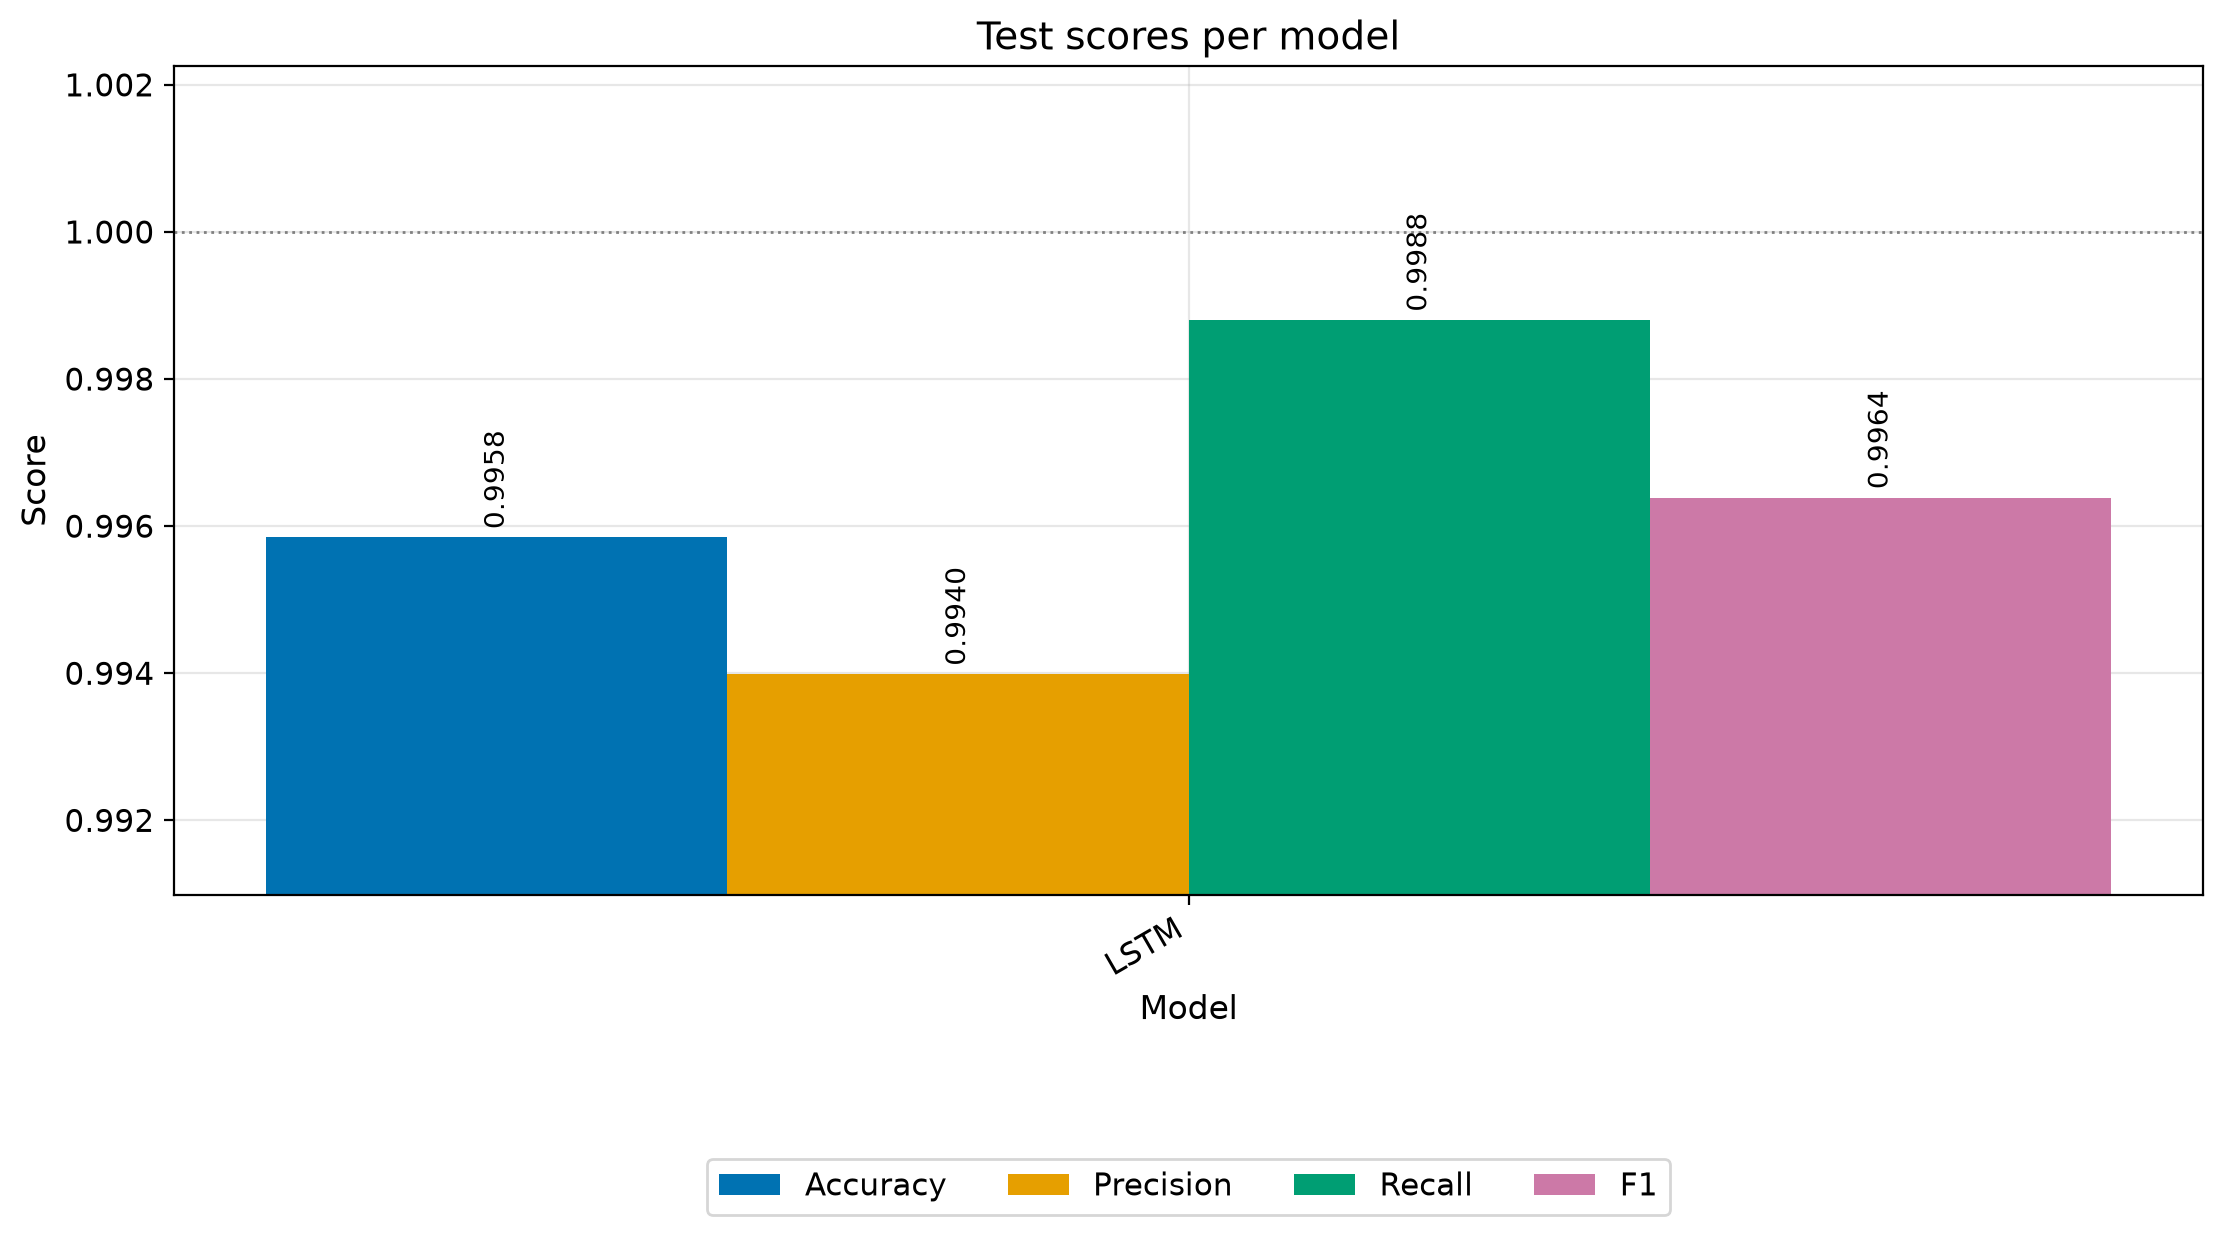 Test scores per model
1.002
1.000
0.998
0.996
0.994
0.992
Score
0.9958
0.9940
0.9988
0.9964
LSTM
Model
Accuracy Precision Recall F1